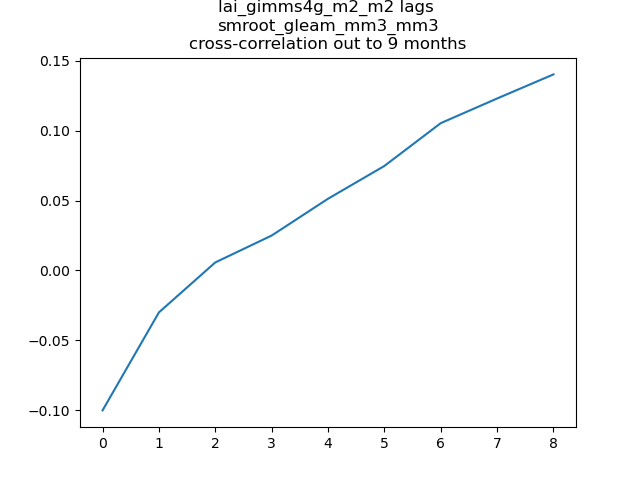 lai_gimms4g_m2_m2 lags
smroot_gleam_mm3_mm3
cross-correlation out to 9 months
0.15
0.10
0.05
0.00
−0.05
−0.10
0 1 2 3 4 5 6 7 8